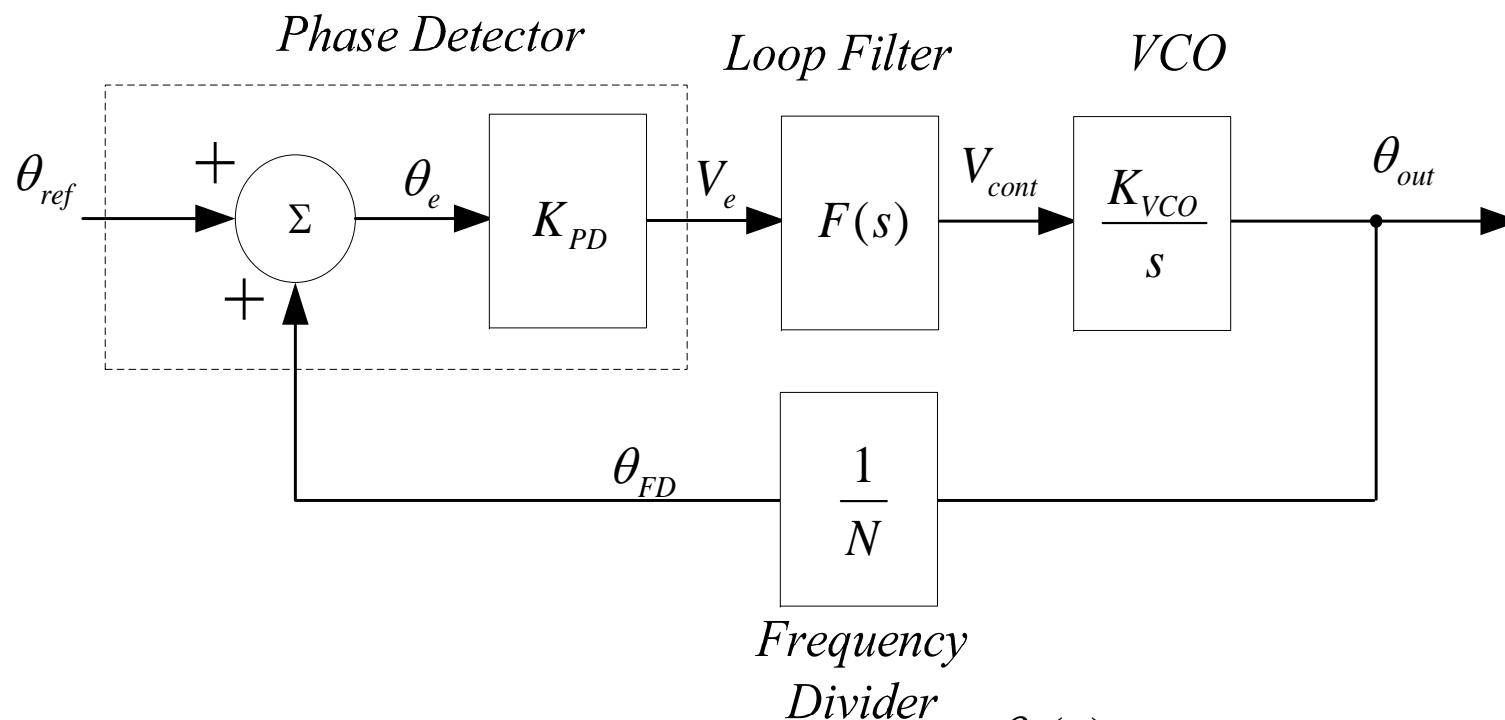 Phase Detector
Loop Filter
VCO
θref
+
Σ
θe
KPD
Ve
F(s)
Vcont
KVCO
s
θout
+
θFD
1
N
Frequency
Divider